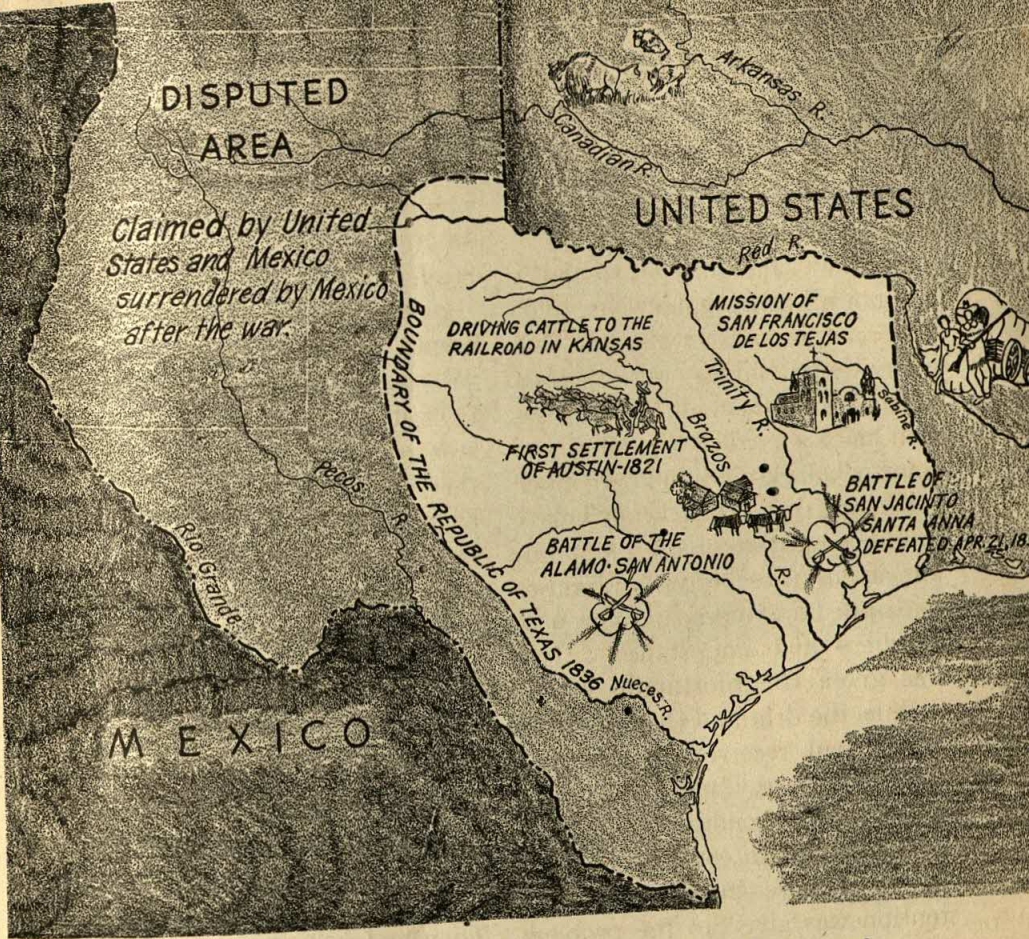 DISPUTED
AREA
Claimed by United
States and Mexico
surrendered by Mexico
after the war.
Arkansas R.
Canadian R
UNITED STATES
Red R.
BOUNDARY OF THE REPUBLIC OF TEXAS 1836
DRIVING CATTLE TO THE
RAILROAD IN KANSAS
MISSION OF
SAN FRANCISCO
DE LOS TEJAS
Trinity R.
Sabine R.
Brazos R.
FIRST SETTLEMENT
OF AUSTIN-1821
BATTLE OF
SAN JACINTO
SANTA ANNA
DEFEATED APR. 21, 18
BATTLE OF THE
ALAMO·SAN ANTONIO
Pecos R.
Rio Grande
Nueces R.
MEXICO